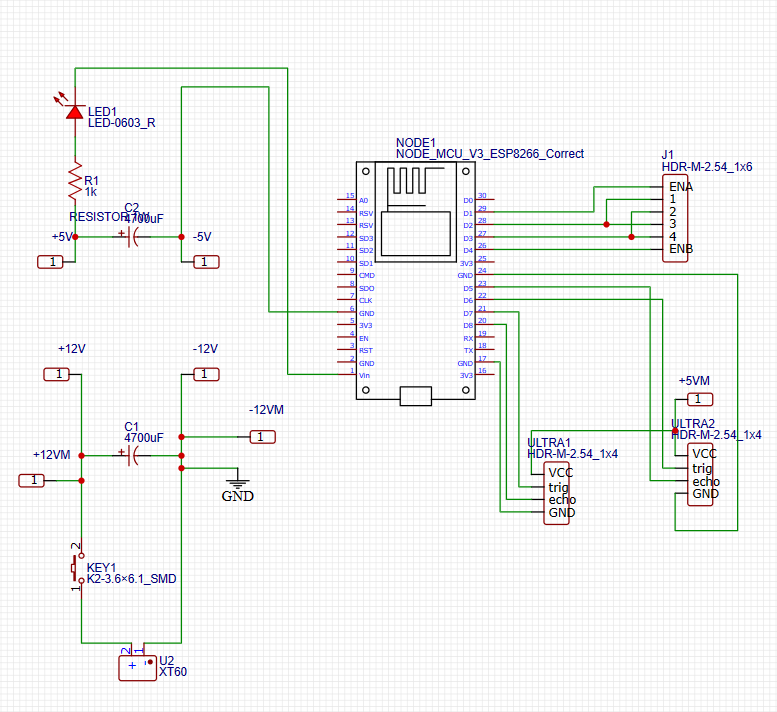 LED1
LED-0603_R
R1
1k
RESISTOR
C2
4700uF
+5V
1
-5V
1
NODE1
NODE_MCU_V3_ESP8266_Correct
15 A0
14 RSV
13 RSV
12 SD3
11 SD2
10 SD1
9 CMD
8 SDO
7 CLK
6 GND
5 3V3
4 EN
3 RST
2 GND
1 Vin
D0 30
D1 29
D2 28
D3 27
D4 26
3V3 25
GND 24
D5 23
D6 22
D7 21
D8 20
RX 19
TX 18
GND 17
3V3 16
J1
HDR-M-2.54_1x6
ENA
1
2
3
4
ENB
+12V
1
-12V
1
-12VM
1
C1
4700uF
+12VM
1
GND
2
KEY1
K2-3.6×6.1_SMD
1
2 1
+ -
U2
XT60
+5VM
1
ULTRA1
HDR-M-2.54_1x4
VCC
trig
echo
GND
ULTRA2
HDR-M-2.54_1x4
VCC
trig
echo
GND